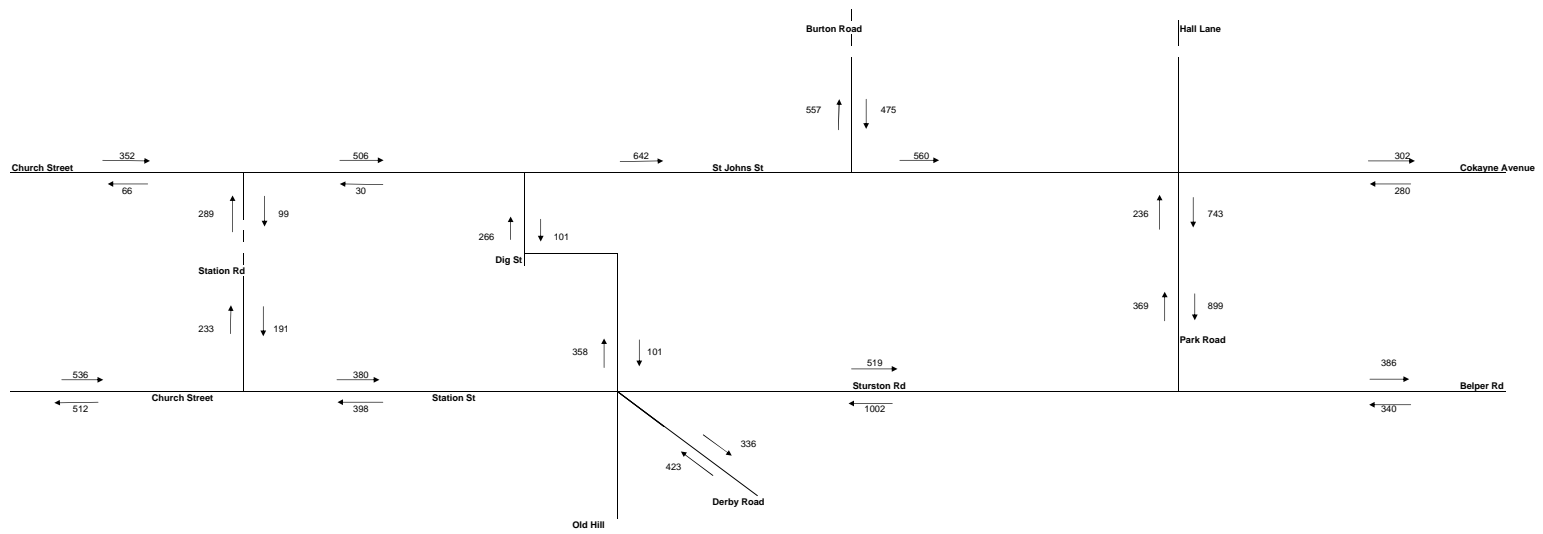 Burton Road
Hall Lane
557
475
352
506
642
560
302
Church Street
St Johns St
Cokayne Avenue
66
30
280
289
99
266
101
236
743
Dig St
Station Rd
233
191
369
899
358
101
Park Road
536
380
519
386
Church Street
Station St
Sturston Rd
Belper Rd
512
398
1002
340
336
423
Derby Road
Old Hill